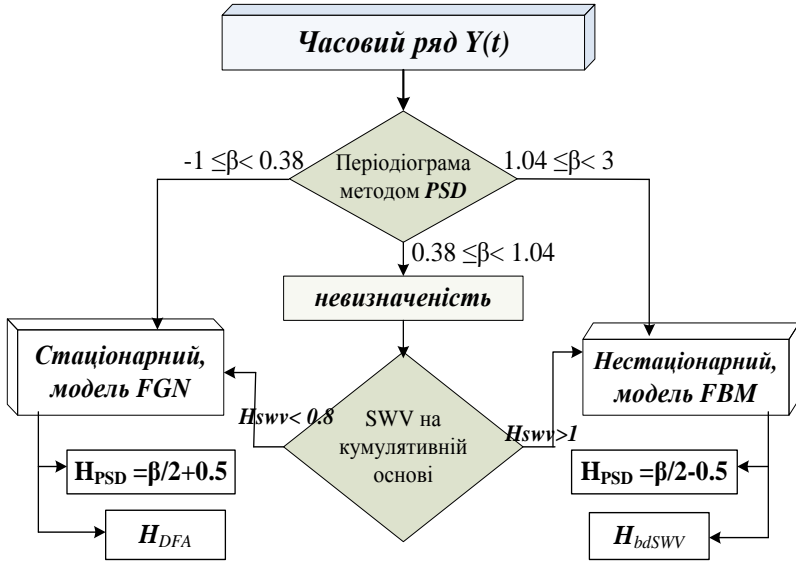 Часовий ряд Y(t)
-1 ≤β< 0.38
Періодіограма
методом PSD
1.04 ≤β< 3
0.38 ≤β< 1.04
невизначеність
Стаціонарний,
модель FGN
Нестаціонарний,
модель FBM
Hswv< 0.8
SWV на
кумулятивній
основі
Hswv>1
HPSD =β/2+0.5
HPSD =β/2-0.5
HDFA
HbdSWV